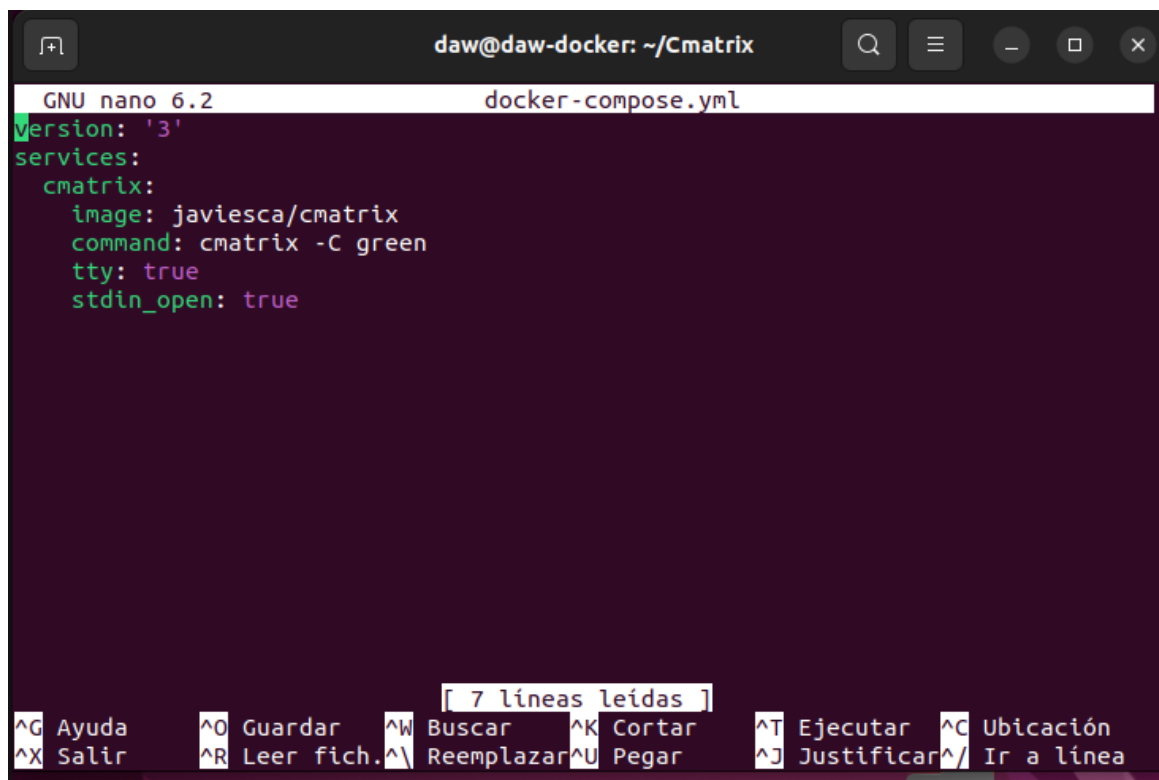 daw@daw-docker: ~/Cmatrix
GNU nano 6.2 docker-compose.yml
version: '3'
services:
  cmatrix:
    image: javiesca/cmatrix
    command: cmatrix -C green
    tty: true
    stdin_open: true
[ 7 líneas leídas ]
^G Ayuda ^O Guardar ^W Buscar ^K Cortar ^T Ejecutar ^C Ubicación
^X Salir ^R Leer fich. ^\ Reemplazar ^U Pegar ^J Justificar ^/ Ir a línea